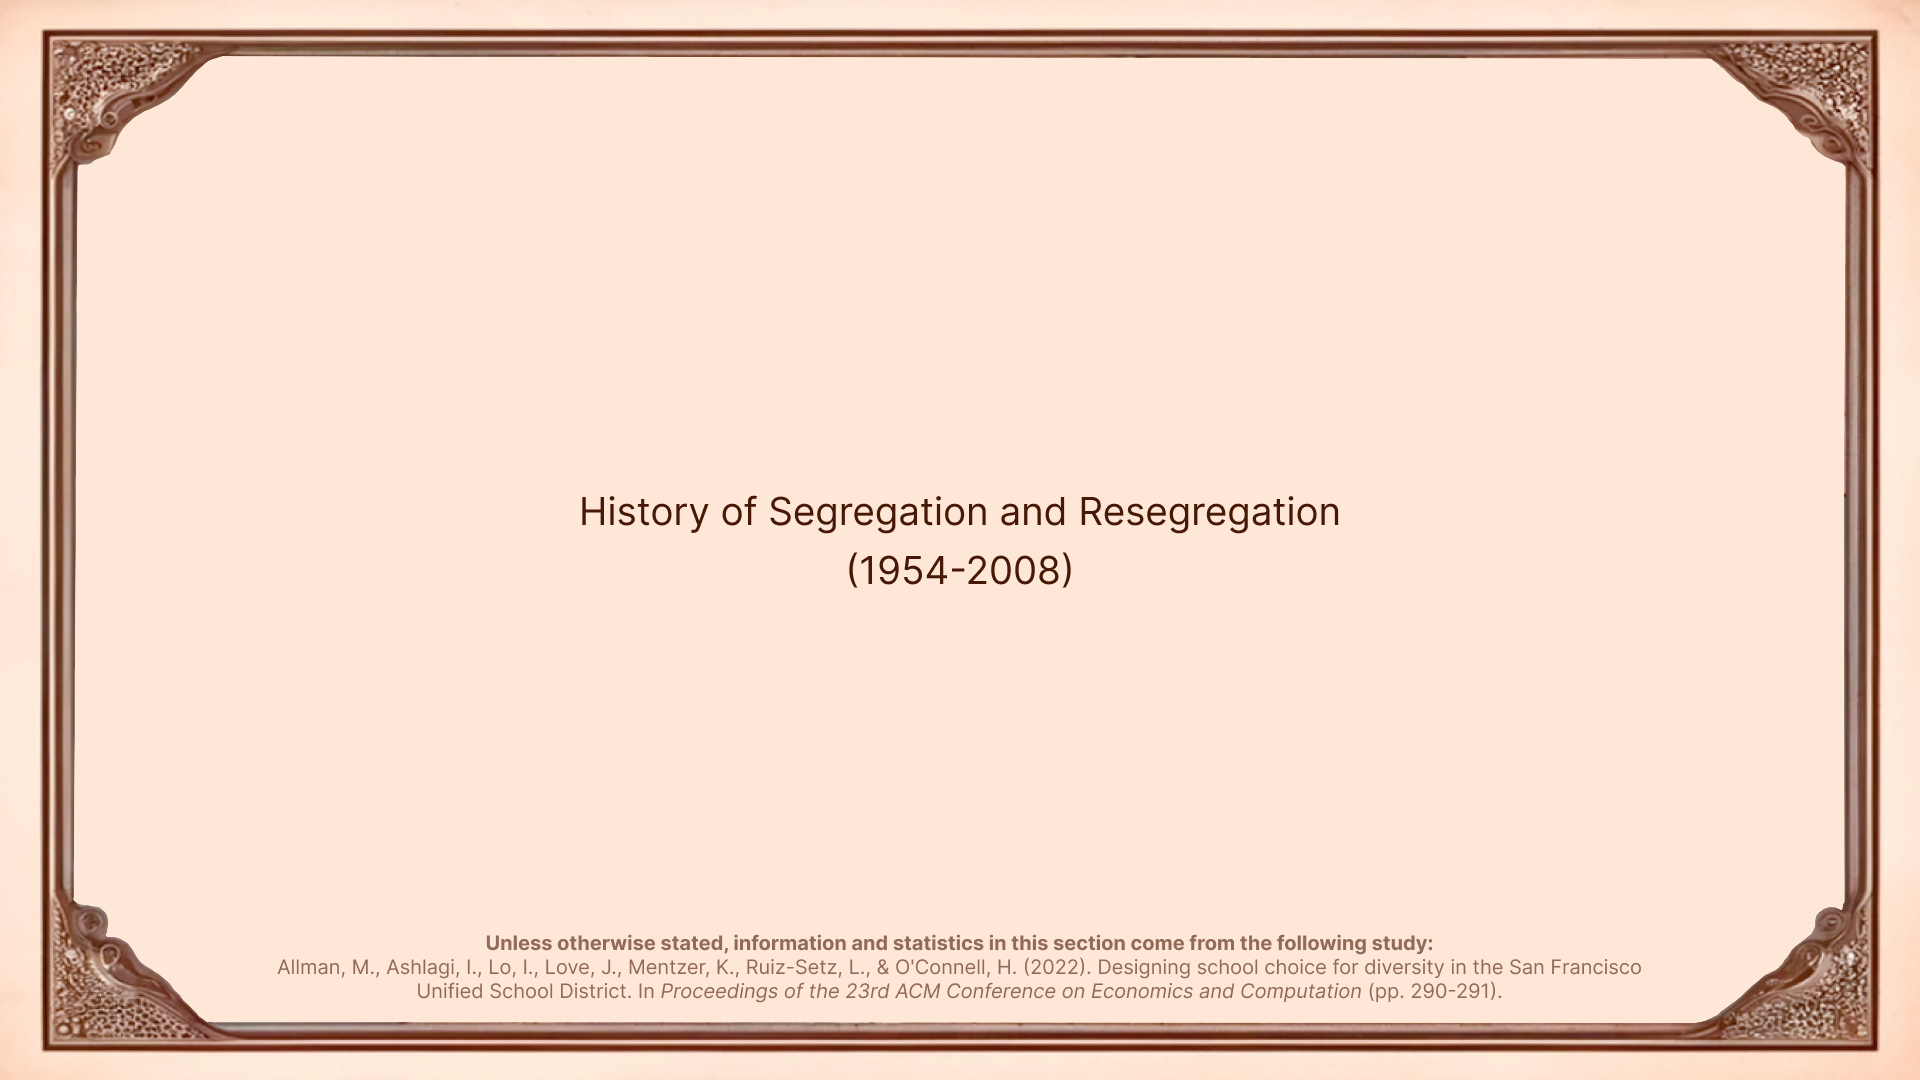 History of Segregation and Resegregation
(1954-2008)
Unless otherwise stated, information and statistics in this section come from the following study:
Allman, M., Ashlagi, I., Lo, I., Love, J., Mentzer, K., Ruiz-Setz, L., & O'Connell, H. (2022). Designing school choice for diversity in the San Francisco
Unified School District. In Proceedings of the 23rd ACM Conference on Economics and Computation (pp. 290-291).